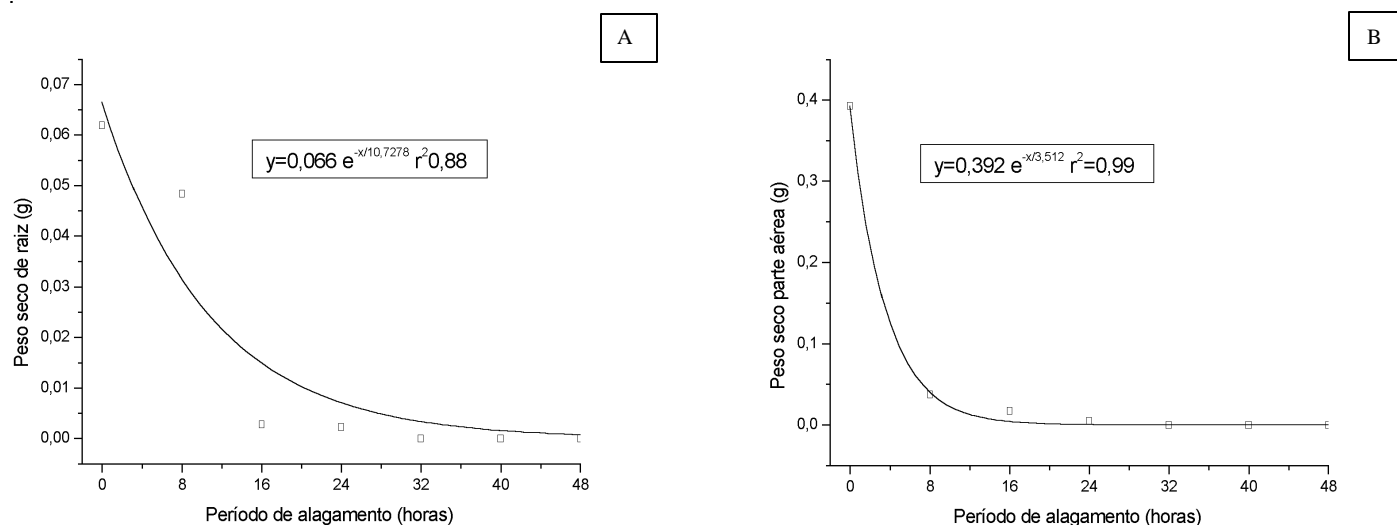 .
A
0,07
0,06
0,05
0,04
0,03
0,02
0,01
0,00
Peso seco de raiz (g)
y=0,066 e^-x/10,7278 r^2 0,88
0 8 16 24 32 40 48
Período de alagamento (horas)
B
0,4
0,3
0,2
0,1
0,0
Peso seco parte aérea (g)
y=0,392 e^-x/3,512 r^2=0,99
0 8 16 24 32 40 48
Período de alagamento (horas)